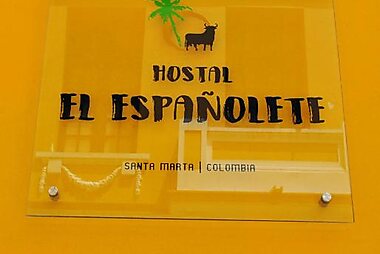 HOSTAL
EL ESPAÑOLETE
SANTA MARTA | COLOMBIA